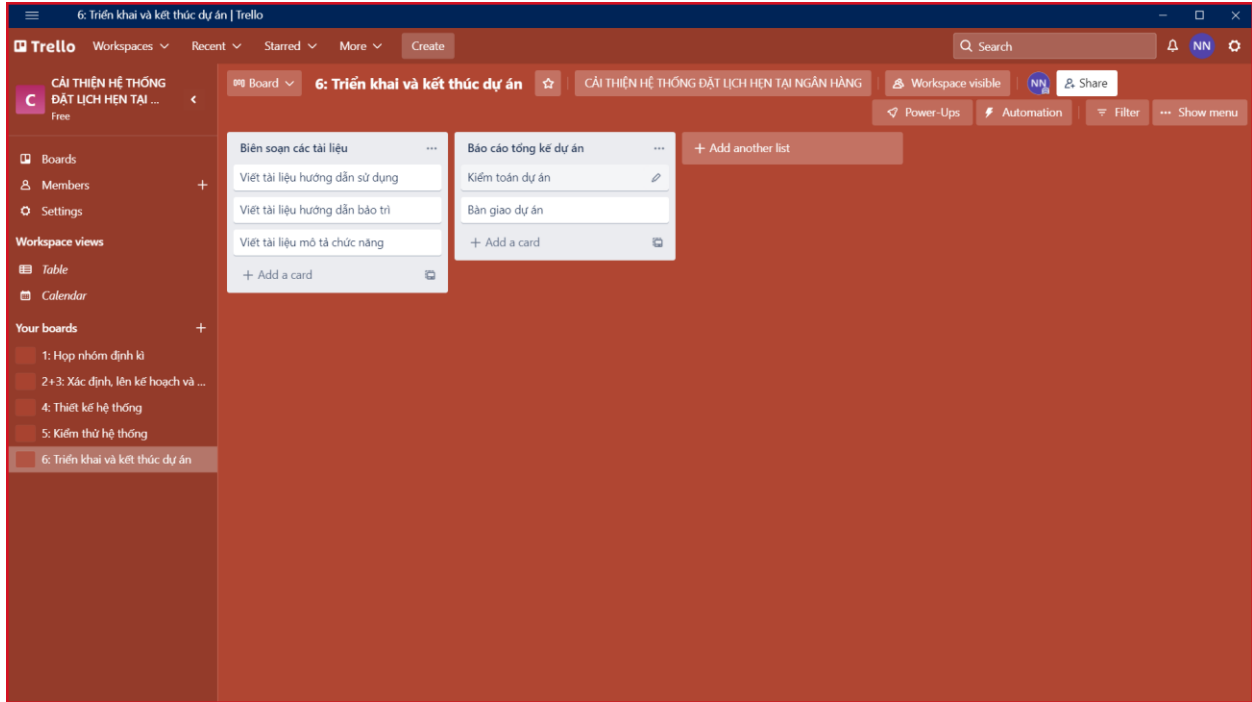 6: Triển khai và kết thúc dự án | Trello
Trello Workspaces Recent Starred More Create Search NN
C CẢI THIỆN HỆ THỐNG ĐẶT LỊCH HẸN TẠI ...
Free
Board 6: Triển khai và kết thúc dự án CẢI THIỆN HỆ THỐNG ĐẶT LỊCH HẸN TẠI NGÂN HÀNG Workspace visible NN Share
Power-Ups Automation Filter ... Show menu
Boards
Members
Settings
Workspace views
Table
Calendar
Your boards
1: Họp nhóm định kì
2+3: Xác định, lên kế hoạch và ...
4: Thiết kế hệ thống
5: Kiểm thử hệ thống
6: Triển khai và kết thúc dự án
Biên soạn các tài liệu ...
Viết tài liệu hướng dẫn sử dụng
Viết tài liệu hướng dẫn bảo trì
Viết tài liệu mô tả chức năng
+ Add a card
Báo cáo tổng kế dự án ...
Kiểm toán dự án
Bàn giao dự án
+ Add a card
+ Add another list